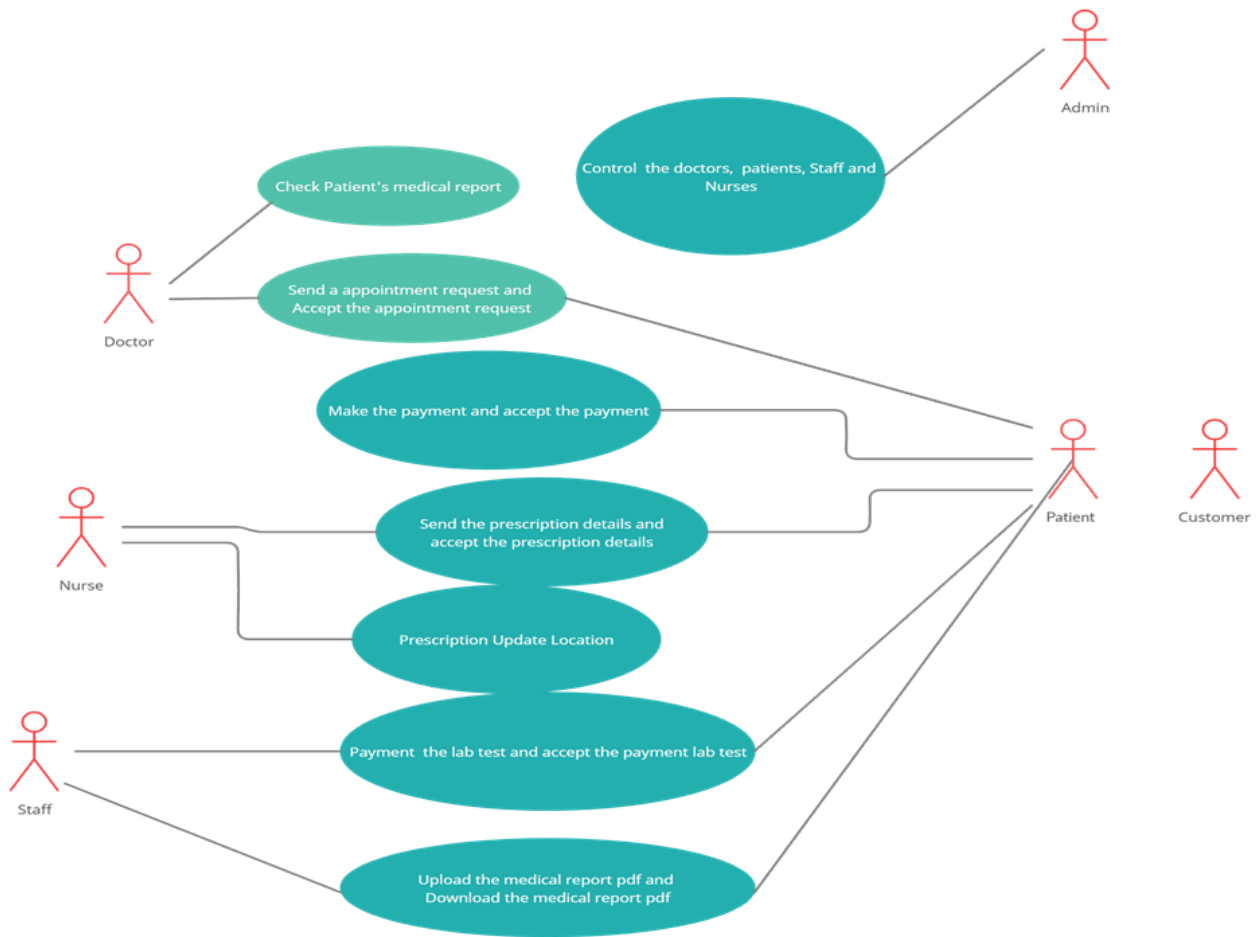 Admin
Control the doctors, patients, Staff and
Nurses
Check Patient's medical report
Send a appointment request and
Accept the appointment request
Doctor
Make the payment and accept the payment
Patient
Customer
Send the prescription details and
accept the prescription details
Nurse
Prescription Update Location
Payment the lab test and accept the payment lab test
Staff
Upload the medical report pdf and
Download the medical report pdf